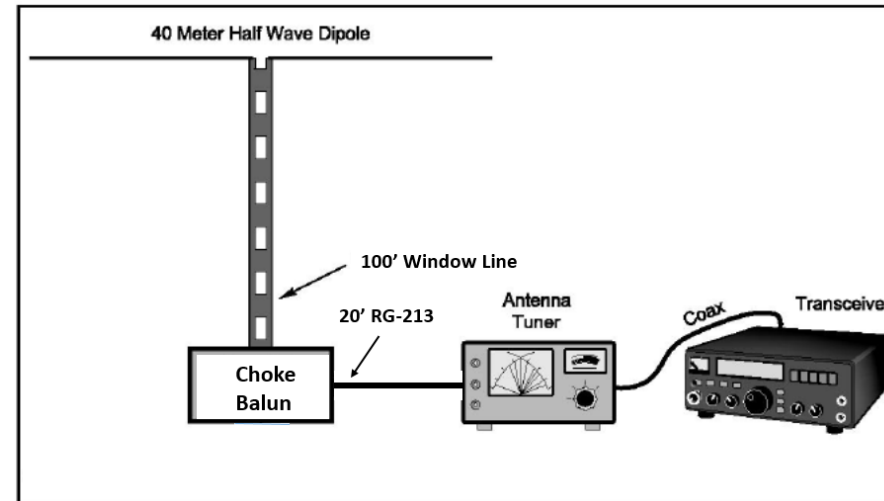 40 Meter Half Wave Dipole
100’ Window Line
20’ RG-213
Antenna
Tuner
Coax
Transceive
Choke
Balun